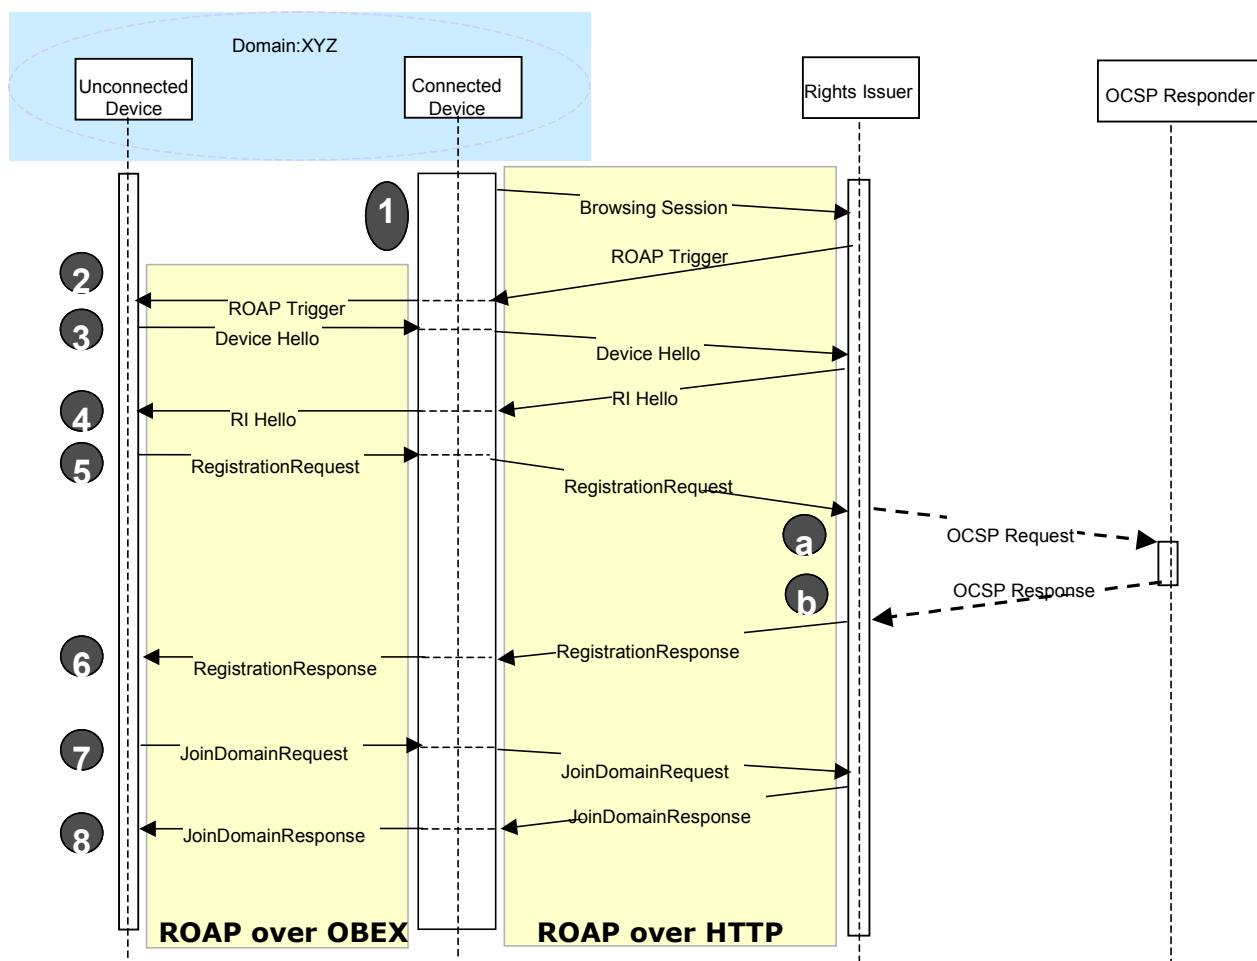 Domain:XYZ
Unconnected
Device
Connected
Device
Rights Issuer
OCSP Responder
1
Browsing Session
ROAP Trigger
2
ROAP Trigger
3
Device Hello
Device Hello
RI Hello
4
RI Hello
5
RegistrationRequest
RegistrationRequest
a
OCSP Request
b
OCSP Response
6
RegistrationResponse
RegistrationResponse
7
JoinDomainRequest
JoinDomainRequest
JoinDomainResponse
8
JoinDomainResponse
ROAP over OBEX
ROAP over HTTP